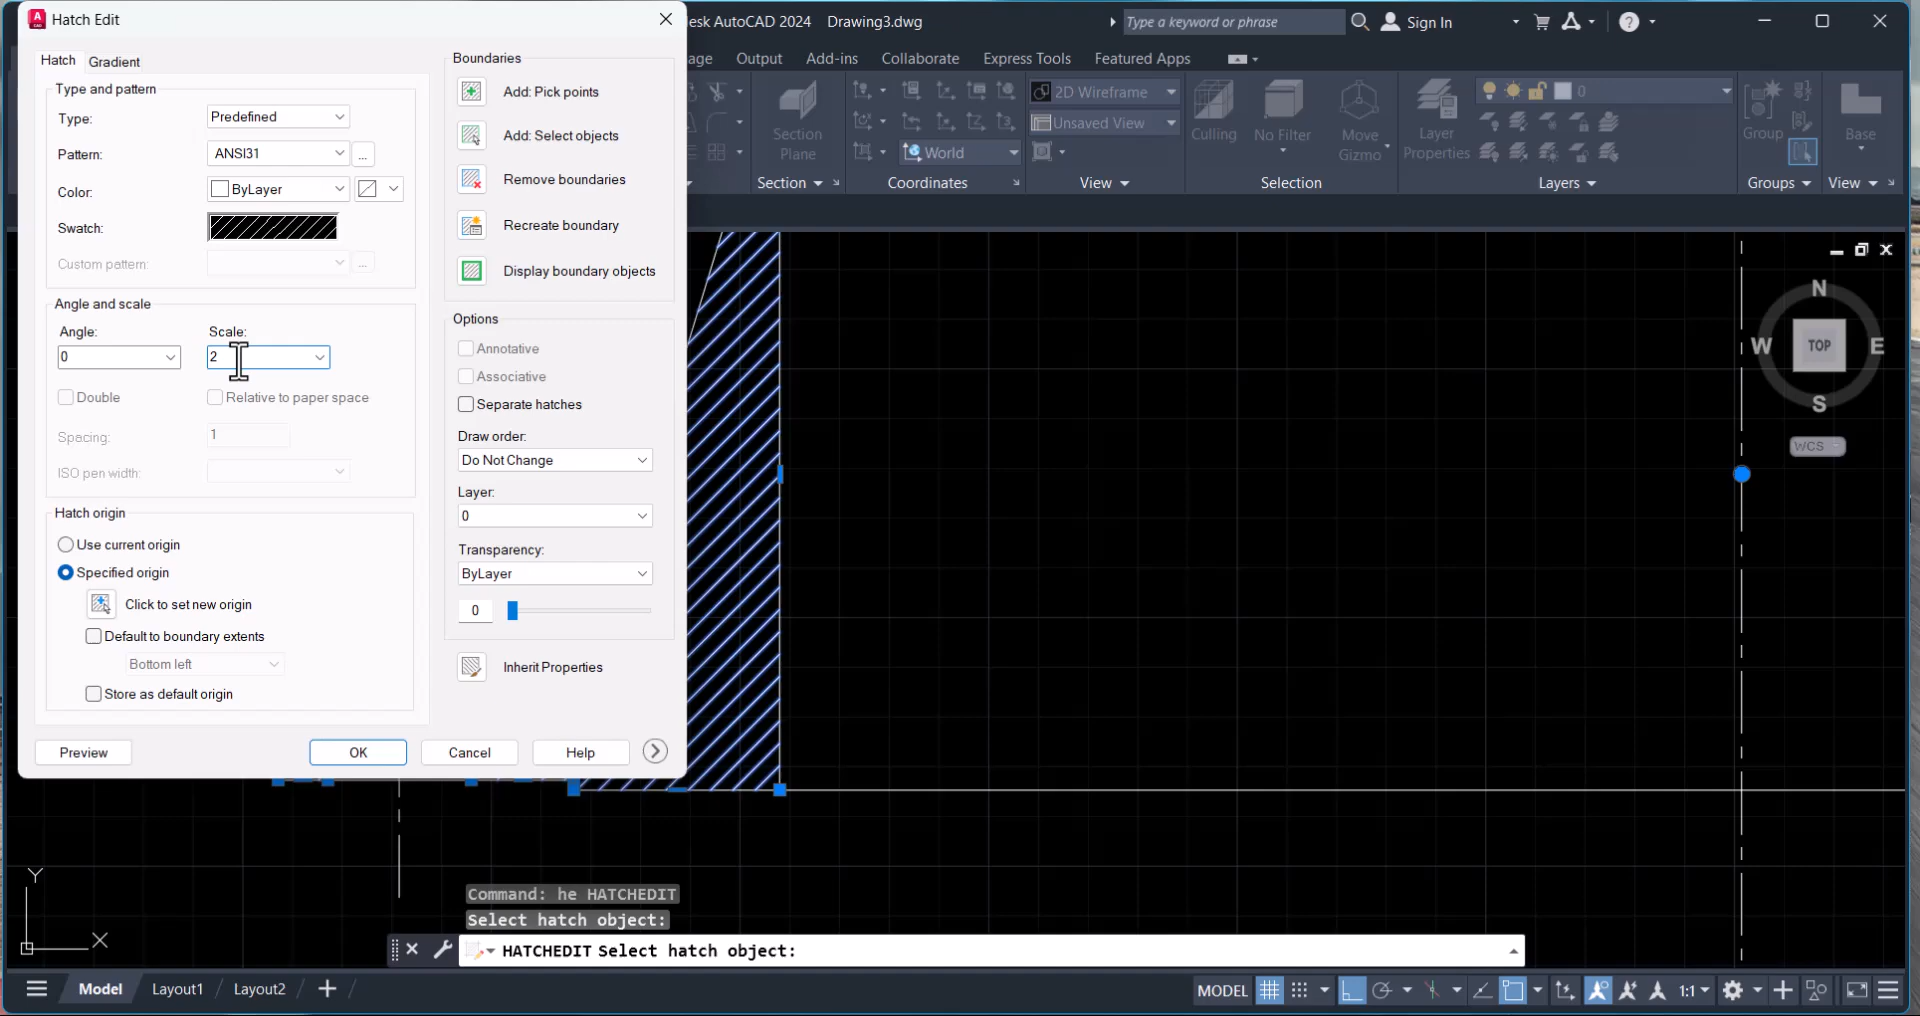 Hatch Edit
Hatch Gradient
Type and pattern
Type: Predefined
Pattern: ANSI31 ...
Color: ByLayer
Swatch:
Custom pattern: ...
Angle and scale
Angle: Scale:
0 2
Double Relative to paper space
Spacing: 1
ISO pen width:
Hatch origin
Use current origin
Specified origin
Click to set new origin
Default to boundary extents
Bottom left
Store as default origin
Boundaries
Add: Pick points
Add: Select objects
Remove boundaries
Recreate boundary
Display boundary objects
Options
Annotative
Associative
Separate hatches
Draw order:
Do Not Change
Layer:
0
Transparency:
ByLayer
0
Inherit Properties
Preview OK Cancel Help
desk AutoCAD 2024 Drawing3.dwg Type a keyword or phrase Sign In
age Output Add-ins Collaborate Express Tools Featured Apps
Section Plane
Section
World
Coordinates
2D Wireframe
Unsaved View
View
Culling No Filter Move Gizmo
Selection
Layer Properties
0
Layers
Group
Groups
Base
View
N
W TOP E
S
WCS
Y
X
Command: he HATCHEDIT
Select hatch object:
HATCHEDIT Select hatch object:
Model Layout1 Layout2 MODEL 1:1